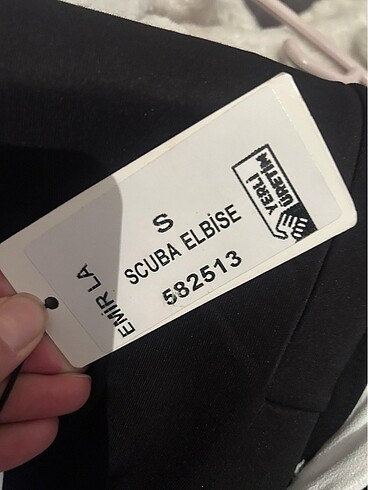 S
SCUBA ELBİSE
582513
EMİR LA
YERLİ
ÜRETİM